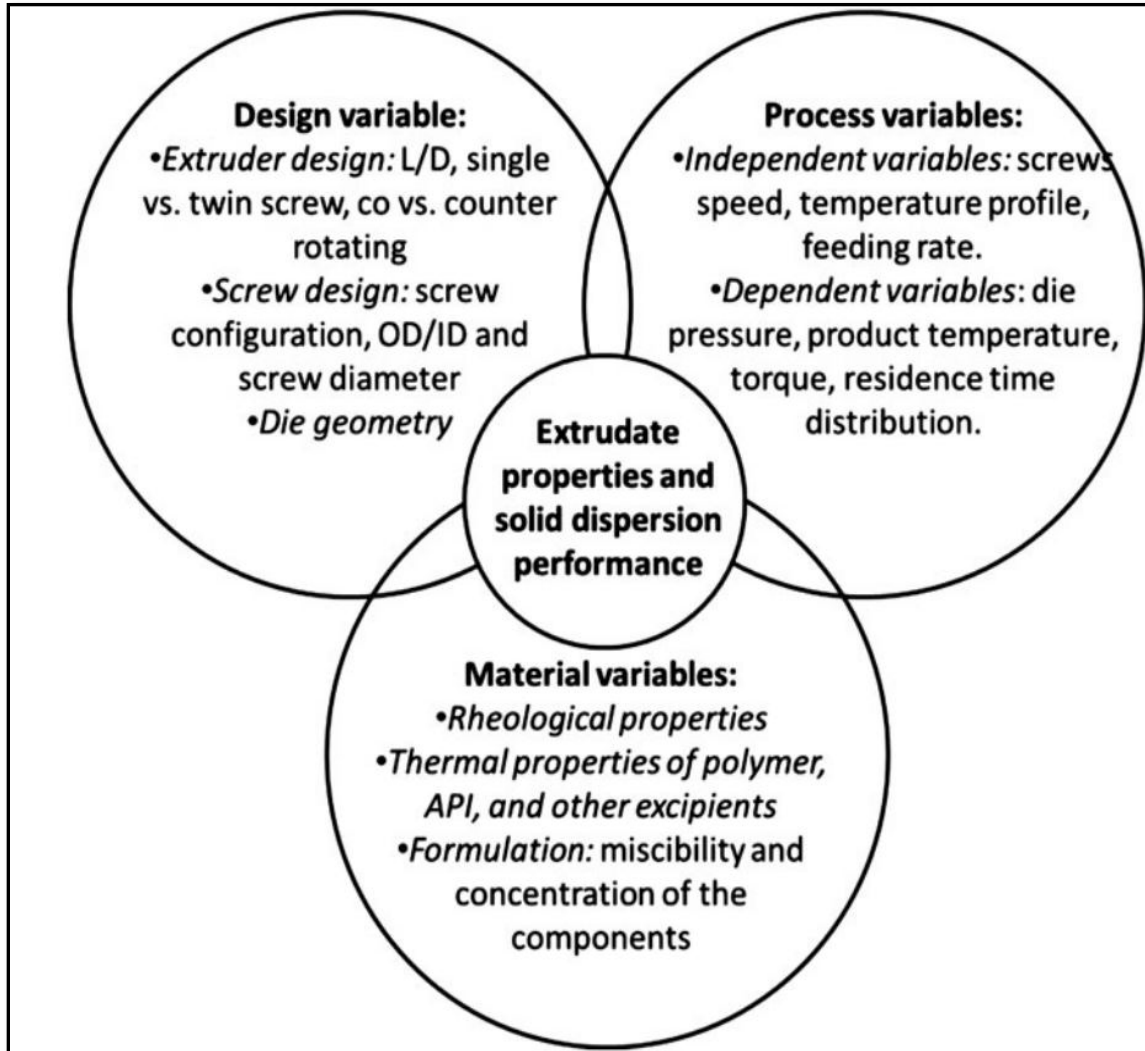 Design variable:
•Extruder design: L/D, single
vs. twin screw, co vs. counter
rotating
•Screw design: screw
configuration, OD/ID and
screw diameter
•Die geometry
Process variables:
•Independent variables: screws
speed, temperature profile,
feeding rate.
•Dependent variables: die
pressure, product temperature,
torque, residence time
distribution.
Extrudate
properties and
solid dispersion
performance
Material variables:
•Rheological properties
•Thermal properties of polymer,
API, and other excipients
•Formulation: miscibility and
concentration of the
components